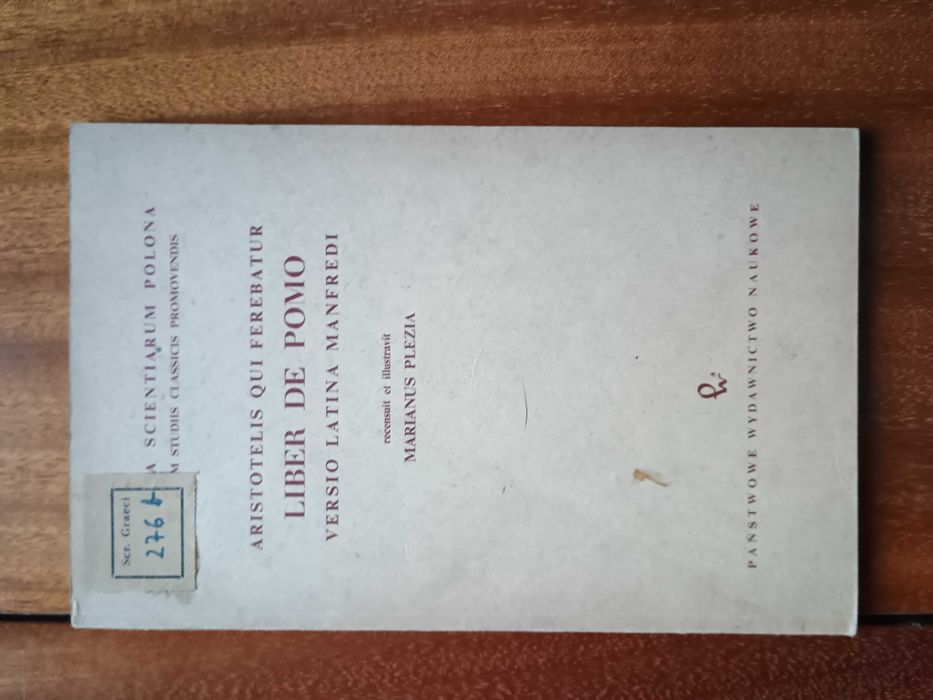 Scr. Graeci
276 b
A SCIENTIARUM POLONA
M STUDIIS CLASSICIS PROMOVENDIS
ARISTOTELIS QUI FEREBATUR
LIBER DE POMO
VERSIO LATINA MANFREDI
recensuit et illustravit
MARIANUS PLEZIA
PAŃSTWOWE WYDAWNICTWO NAUKOWE